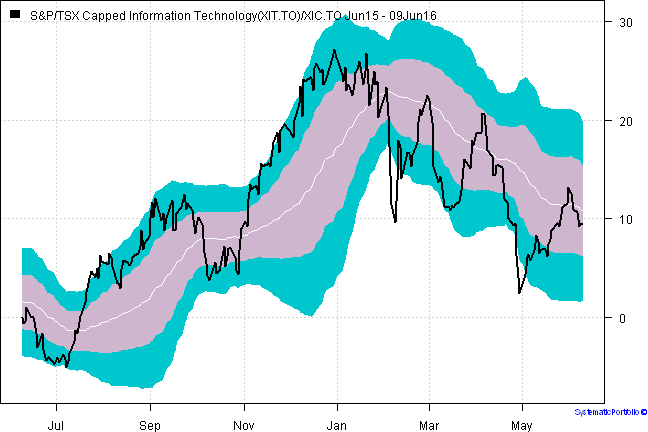 S&P/TSX Capped Information Technology(XIT.TO)/XIC.TO Jun15 - 09Jun16
30
20
10
0
Jul Sep Nov Jan Mar May
SystematicPortfolio ©